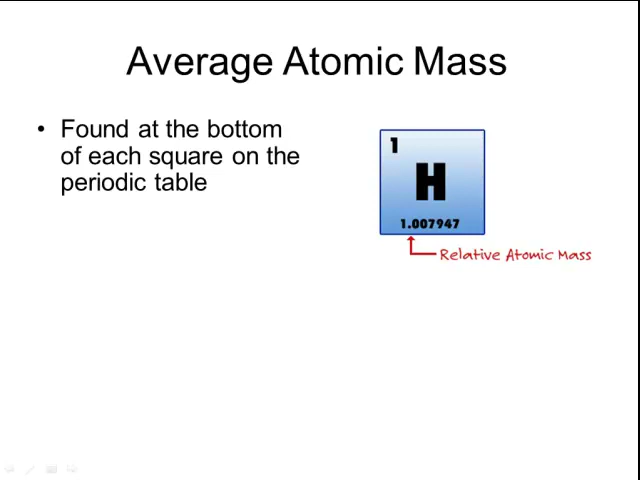 Average Atomic Mass
• Found at the bottom
of each square on the
periodic table
1
H
1.007947
Relative Atomic Mass